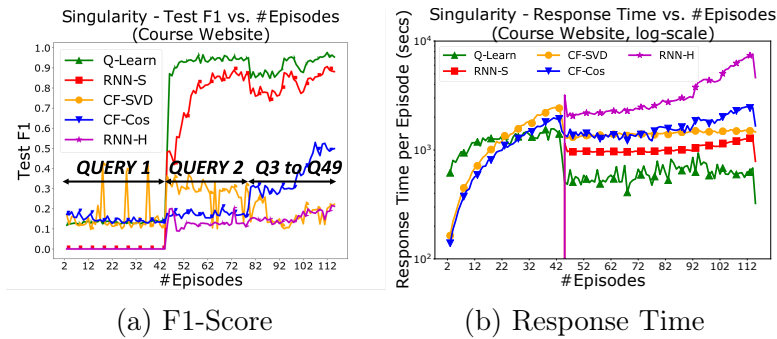 Singularity - Test F1 vs. #Episodes
(Course Website)
Test F1
1.0
0.9
0.8
0.7
0.6
0.5
0.4
0.3
0.2
0.1
0.0
Q-Learn
RNN-S
CF-SVD
CF-Cos
RNN-H
QUERY 1 QUERY 2 Q3 to Q49
2 12 22 32 42 52 62 72 82 92 102 112
#Episodes
(a) F1-Score
Singularity - Response Time vs. #Episodes
(Course Website, log-scale)
Response Time per Episode (secs)
10⁴
10³
10²
Q-Learn CF-SVD RNN-H
RNN-S CF-Cos
2 12 22 32 42 52 62 72 82 92 102 112
#Episodes
(b) Response Time